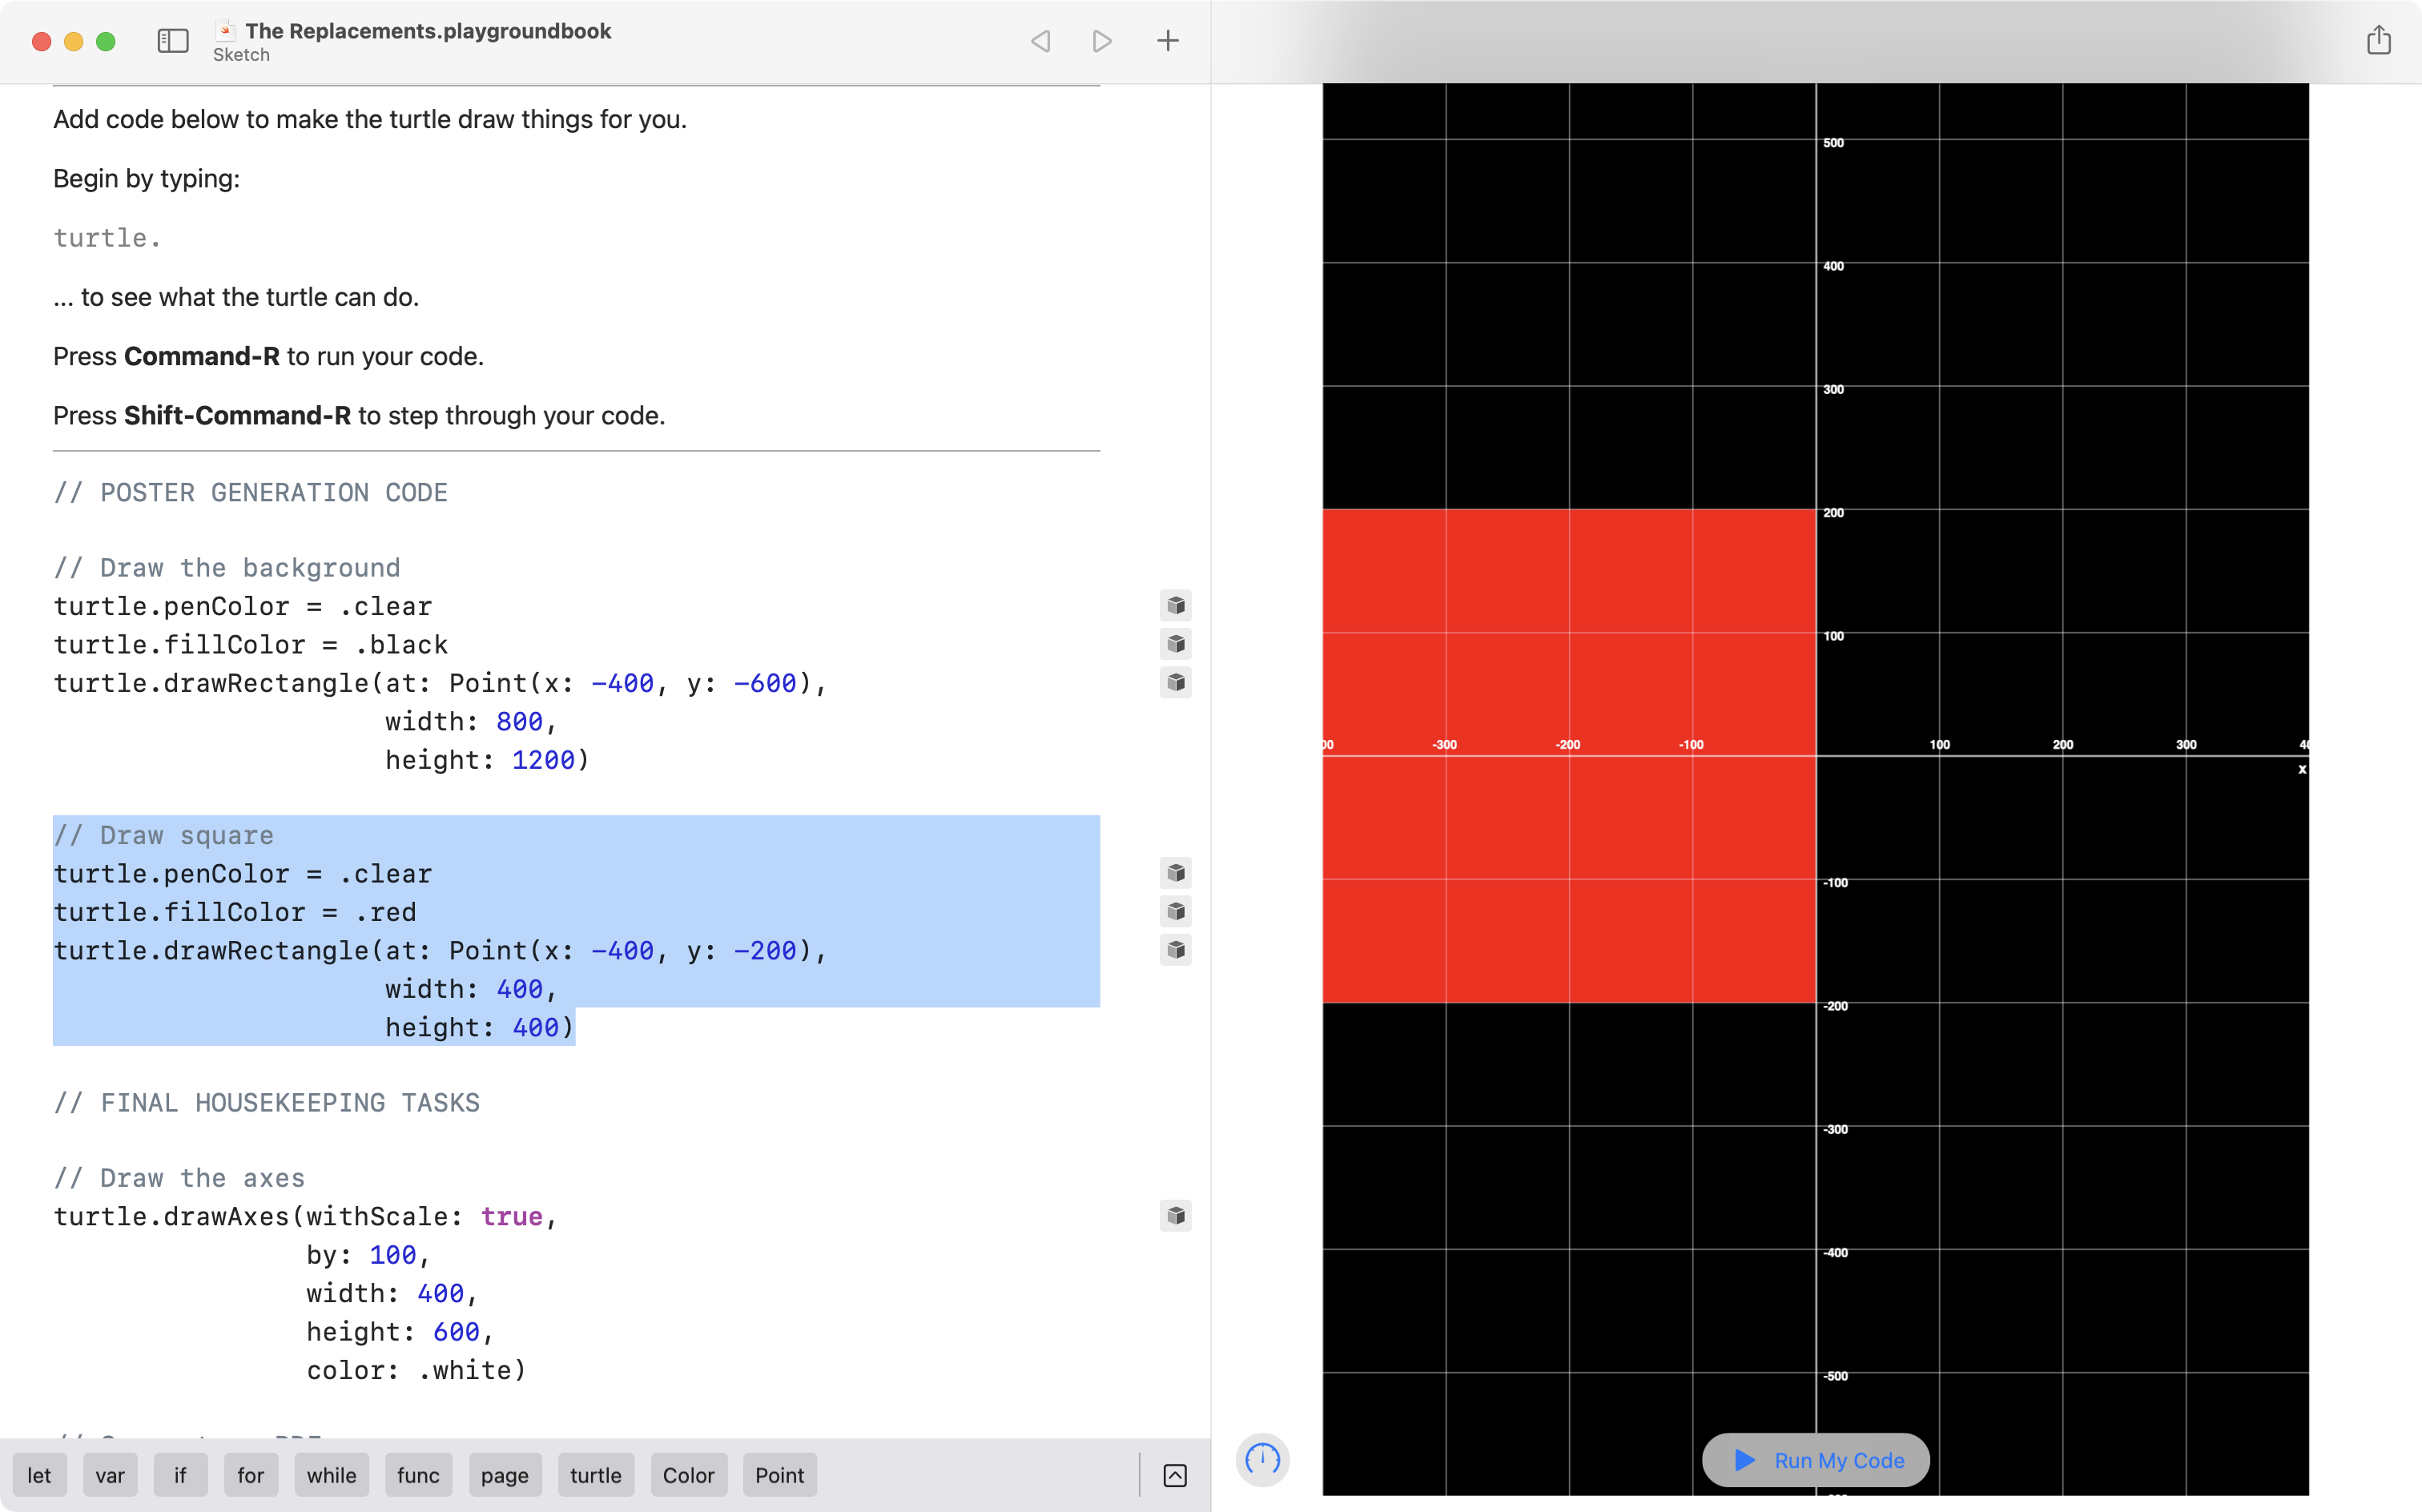 The Replacements.playgroundbook
Sketch
Add code below to make the turtle draw things for you.
Begin by typing:
turtle.
... to see what the turtle can do.
Press Command-R to run your code.
Press Shift-Command-R to step through your code.
// POSTER GENERATION CODE
// Draw the background
turtle.penColor = .clear
turtle.fillColor = .black
turtle.drawRectangle(at: Point(x: -400, y: -600),
width: 800,
height: 1200)
// Draw square
turtle.penColor = .clear
turtle.fillColor = .red
turtle.drawRectangle(at: Point(x: -400, y: -200),
width: 400,
height: 400)
// FINAL HOUSEKEEPING TASKS
// Draw the axes
turtle.drawAxes(withScale: true,
by: 100,
width: 400,
height: 600,
color: .white)
let var if for while func page turtle Color Point
500
400
300
200
100
-300 -200 -100 100 200 300
x
-100
-200
-300
-400
-500
Run My Code